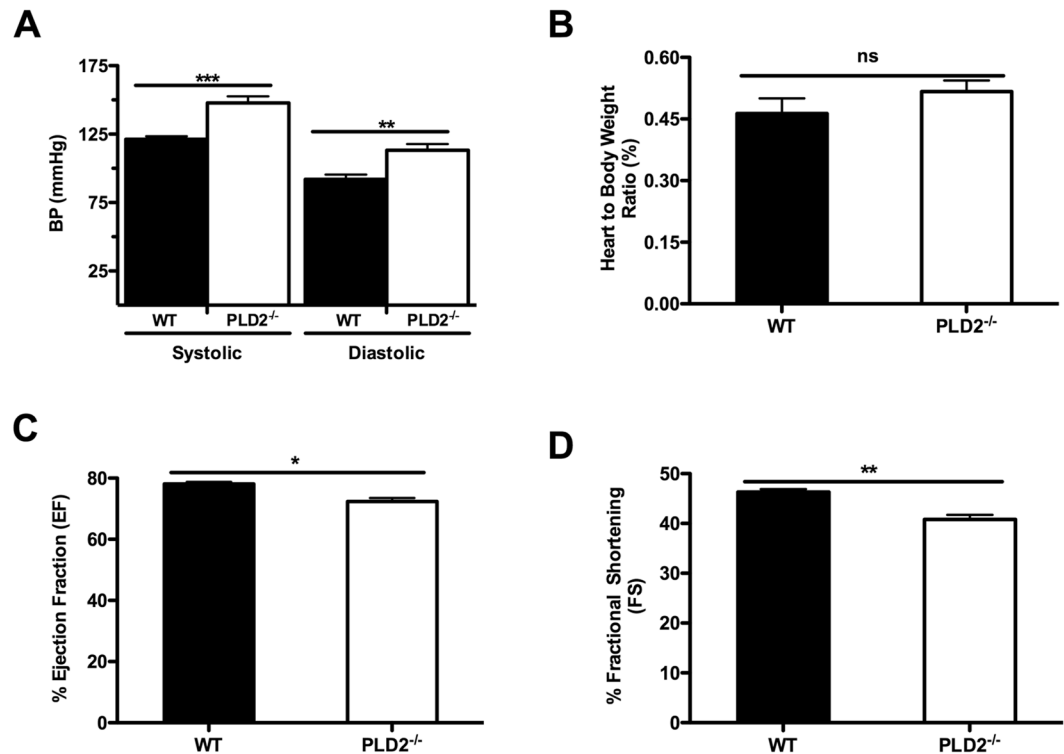 A
BP (mmHg)
175
125
75
25
***
**
WT
PLD2-/-
WT
PLD2-/-
Systolic
Diastolic
B
Heart to Body Weight
Ratio (%)
0.60
0.45
0.30
0.15
0.00
ns
WT
PLD2-/-
C
% Ejection Fraction (EF)
80
60
40
20
0
*
WT
PLD2-/-
D
% Fractional Shortening
(FS)
50
40
30
20
10
0
**
WT
PLD2-/-